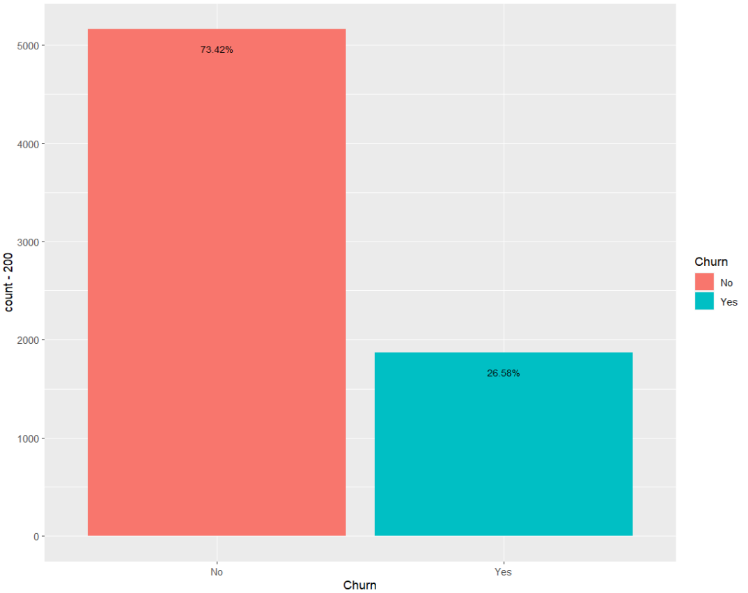 5000
4000
3000
2000
1000
0
count - 200
73.42%
26.58%
No
Yes
Churn
Churn
No
Yes